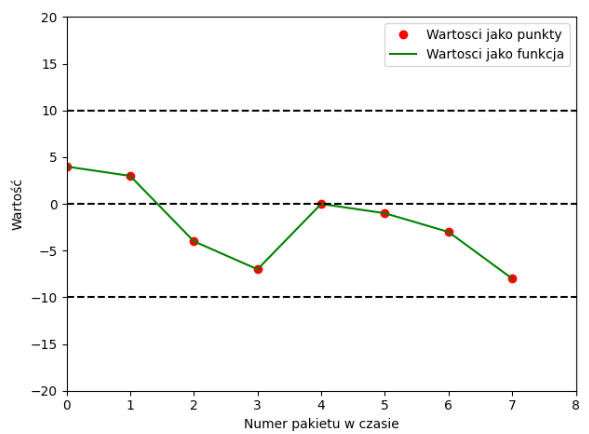 20
15
10
5
0
−5
−10
−15
−20
Wartość
Wartosci jako punkty
Wartosci jako funkcja
0 1 2 3 4 5 6 7 8
Numer pakietu w czasie